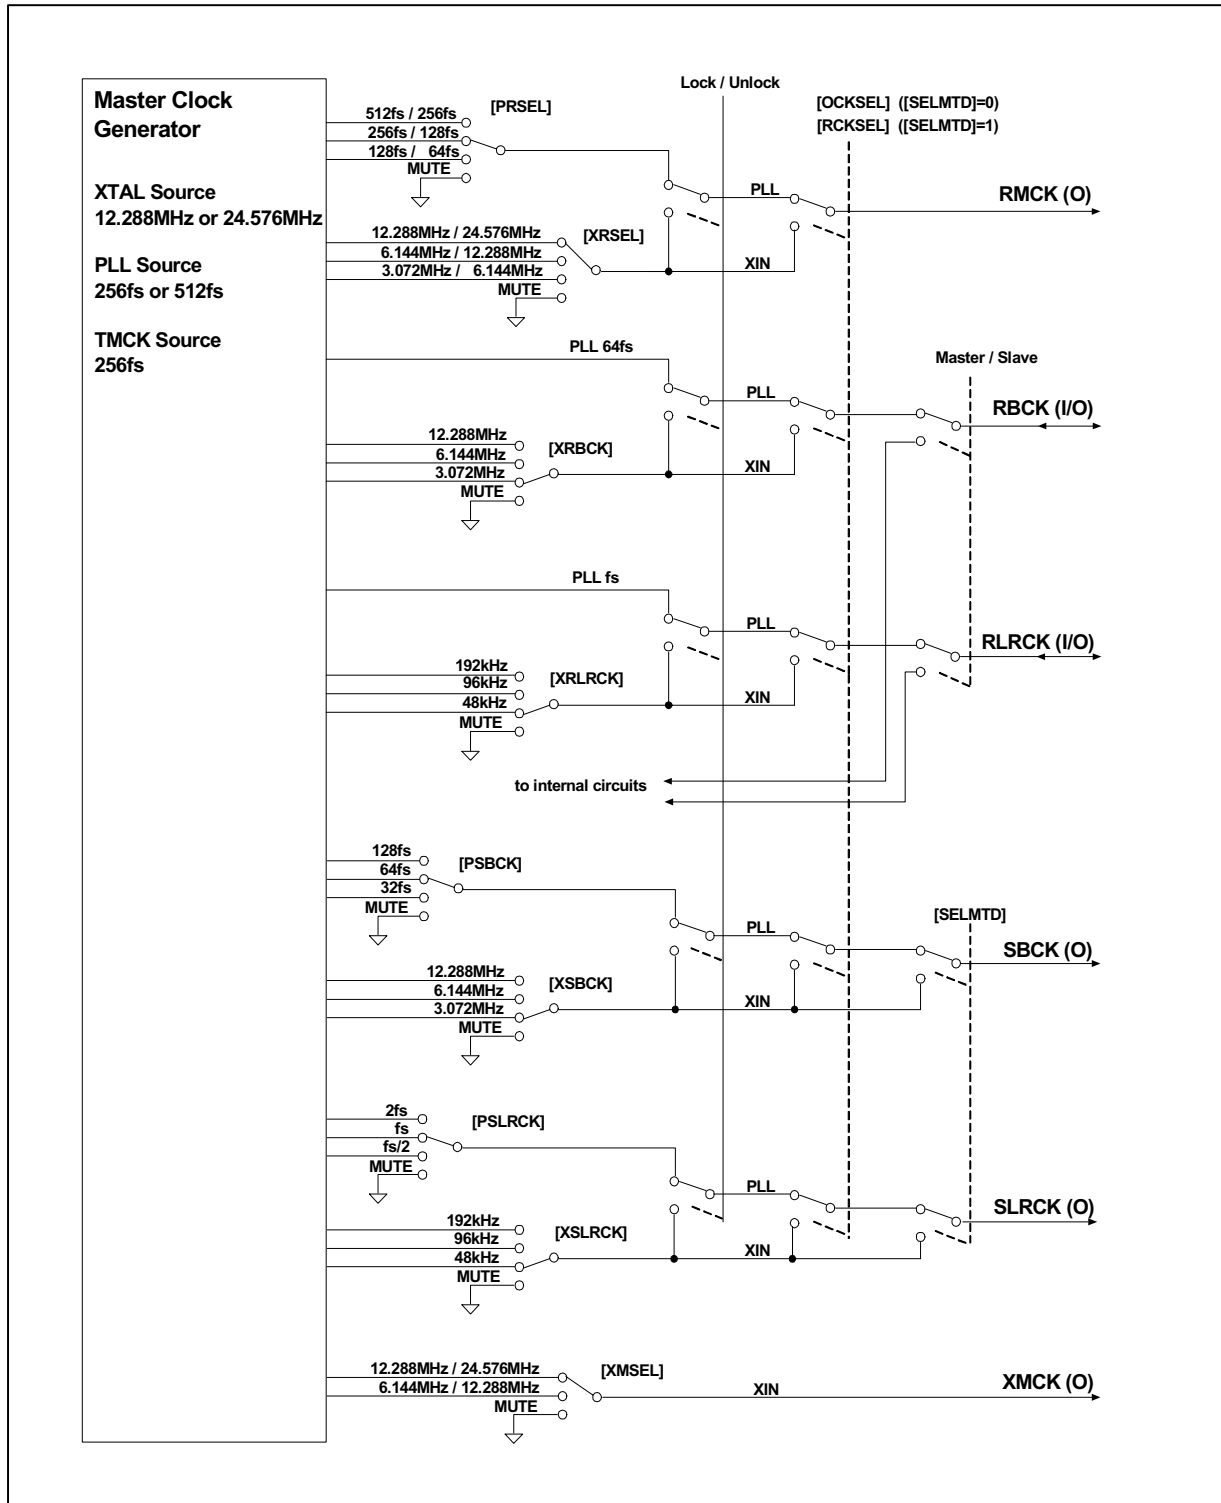 Master Clock
Generator
XTAL Source
12.288MHz or 24.576MHz
PLL Source
256fs or 512fs
TMCK Source
256fs
Lock / Unlock
[OCKSEL] ([SELMTD]=0)
[RCKSEL] ([SELMTD]=1)
512fs / 256fs
256fs / 128fs
128fs / 64fs
MUTE
[PRSEL]
PLL
RMCK (O)
12.288MHz / 24.576MHz
6.144MHz / 12.288MHz
3.072MHz / 6.144MHz
MUTE
[XRSEL]
XIN
PLL 64fs
Master / Slave
PLL
RBCK (I/O)
12.288MHz
6.144MHz
3.072MHz
MUTE
[XRBCK]
XIN
PLL fs
PLL
RLRCK (I/O)
192kHz
96kHz
48kHz
MUTE
[XRLRCK]
XIN
to internal circuits
128fs
64fs
32fs
MUTE
[PSBCK]
[SELMTD]
PLL
SBCK (O)
12.288MHz
6.144MHz
3.072MHz
MUTE
[XSBCK]
XIN
2fs
fs
fs/2
MUTE
[PSLRCK]
PLL
SLRCK (O)
192kHz
96kHz
48kHz
MUTE
[XSLRCK]
XIN
12.288MHz / 24.576MHz
6.144MHz / 12.288MHz
MUTE
[XMSEL]
XIN
XMCK (O)